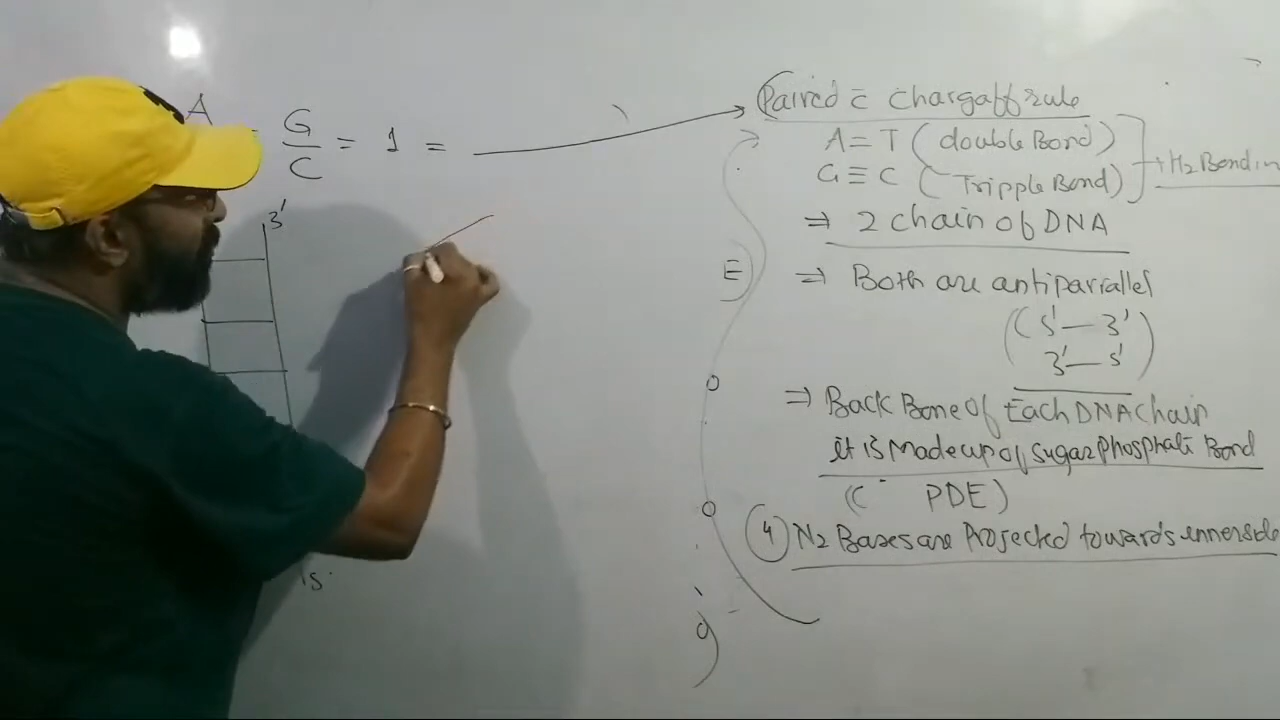 A
G
— = 1 =
C
3'
s'
Paired c̄ chargaff rule
A = T (double Bond)
G ≡ C (Tripple Bond)
H2 Bondin
⇒ 2 chain of DNA
E)
⇒ Both are antiparrallel
(5' — 3')
3' — 5'
⇒ Back Bone of Each DNA Chain
it is Made up of sugar phosphate Bond
( PDE)
(4) N2 Bases are Projected towards innerside